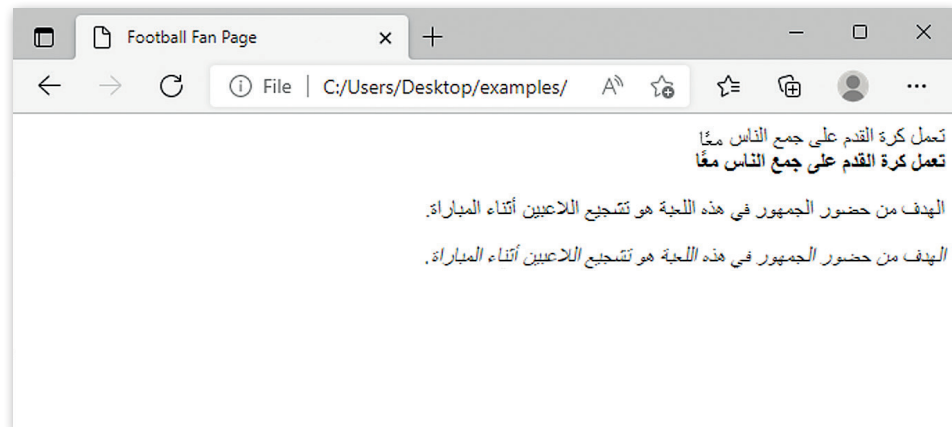 Football Fan Page
File | C:/Users/Desktop/examples/
تعمل كرة القدم على جمع الناس معًا
تعمل كرة القدم على جمع الناس معًا
الهدف من حضور الجمهور في هذه اللعبة هو تشجيع اللاعبين أثناء المباراة.
الهدف من حضور الجمهور في هذه اللعبة هو تشجيع اللاعبين أثناء المباراة.